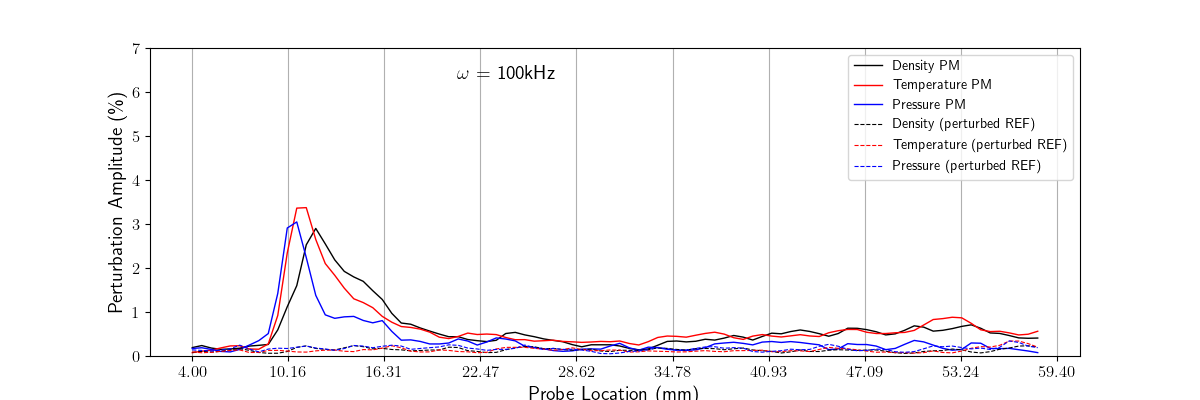 ω = 100kHz
Density PM
Temperature PM
Pressure PM
Density (perturbed REF)
Temperature (perturbed REF)
Pressure (perturbed REF)
Perturbation Amplitude (%)
7
6
5
4
3
2
1
0
4.00 10.16 16.31 22.47 28.62 34.78 40.93 47.09 53.24 59.40
Probe Location (mm)